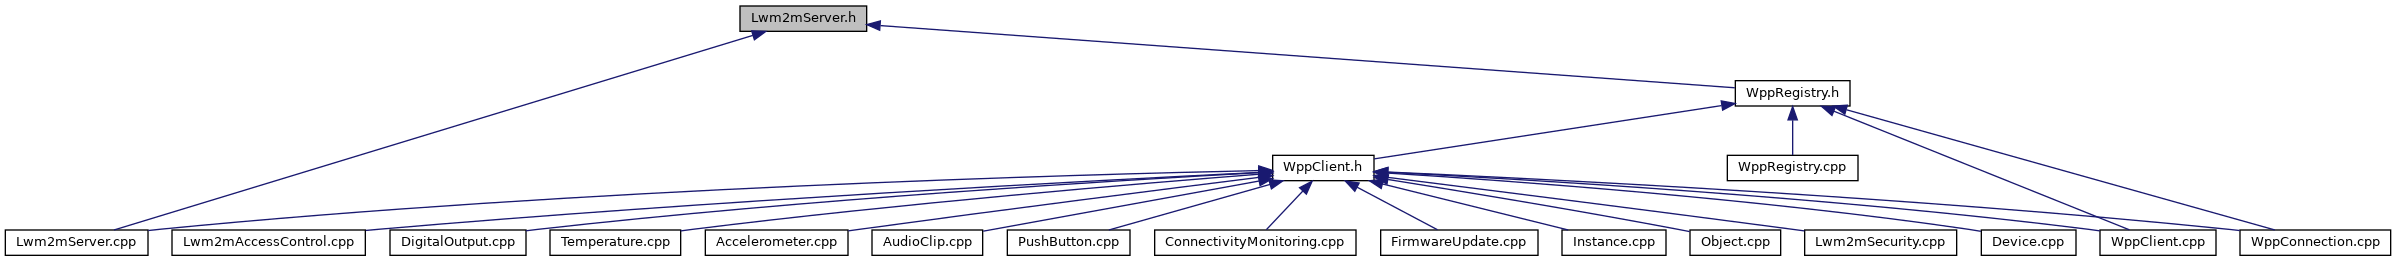 Lwm2mServer.h
WppRegistry.h
WppClient.h
WppRegistry.cpp
Lwm2mServer.cpp
Lwm2mAccessControl.cpp
DigitalOutput.cpp
Temperature.cpp
Accelerometer.cpp
AudioClip.cpp
PushButton.cpp
ConnectivityMonitoring.cpp
FirmwareUpdate.cpp
Instance.cpp
Object.cpp
Lwm2mSecurity.cpp
Device.cpp
WppClient.cpp
WppConnection.cpp